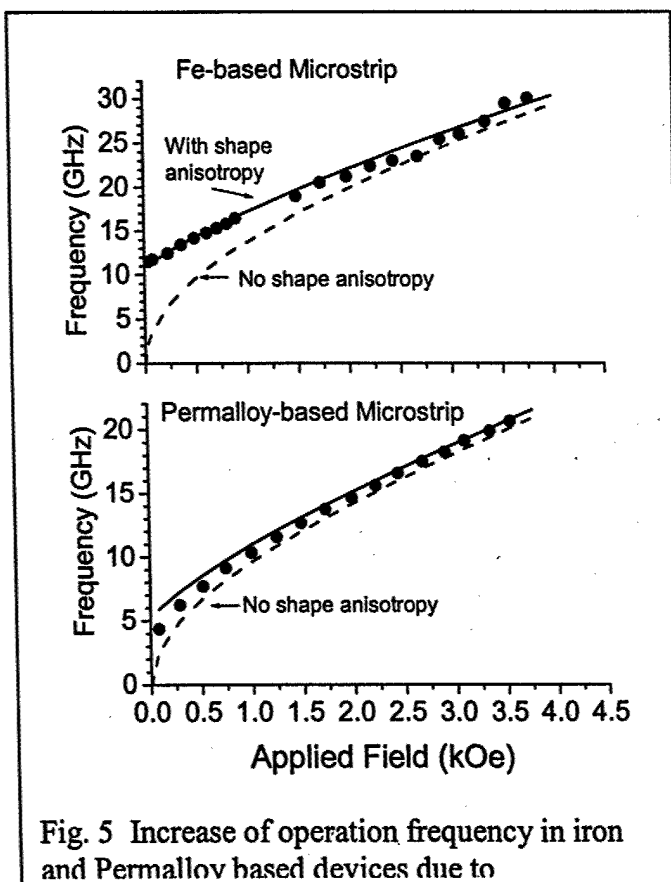 Fe-based Microstrip
Frequency (GHz)
30
25
20
15
10
5
0
With shape
anisotropy
No shape anisotropy
Permalloy-based Microstrip
Frequency (GHz)
20
15
10
5
0
No shape anisotropy
0.0 0.5 1.0 1.5 2.0 2.5 3.0 3.5 4.0 4.5
Applied Field (kOe)
Fig. 5 Increase of operation frequency in iron
and Permalloy based devices due to